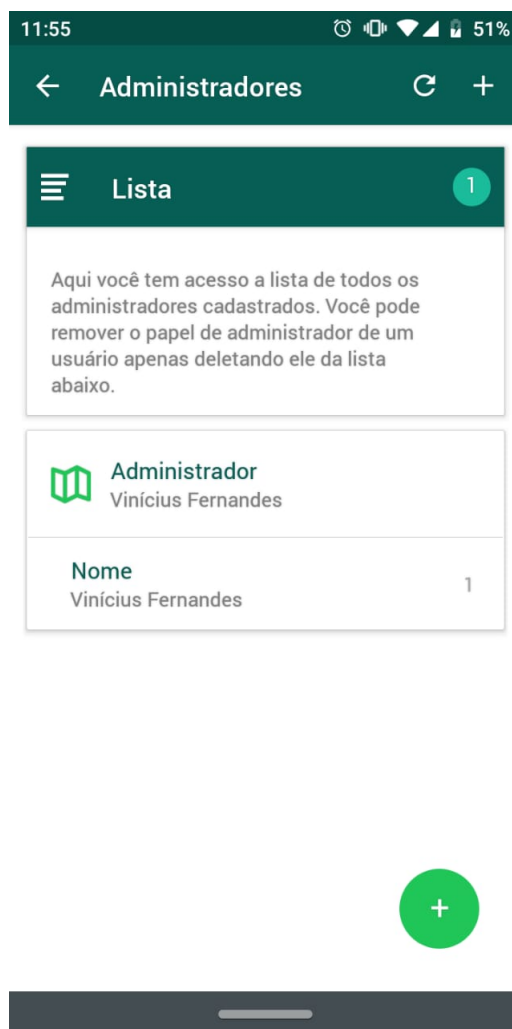 11:55 51%
Administradores
Lista 1
Aqui você tem acesso a lista de todos os
administradores cadastrados. Você pode
remover o papel de administrador de um
usuário apenas deletando ele da lista
abaixo.
Administrador
Vinícius Fernandes
Nome
Vinícius Fernandes 1